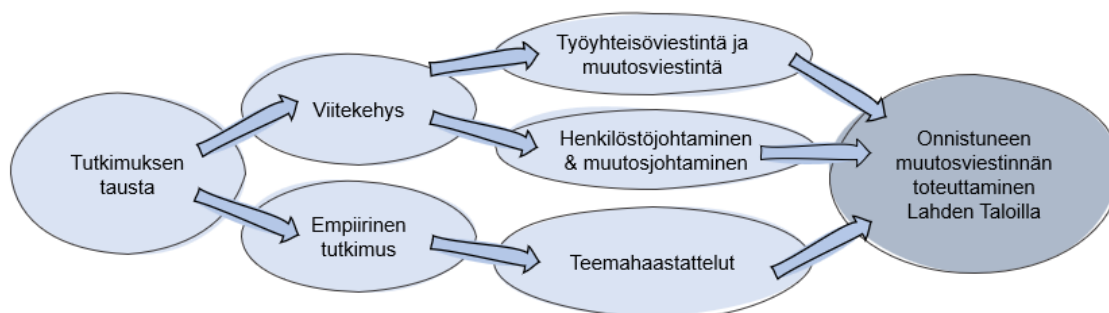 Tutkimuksen
tausta
Viitekehys
Empiirinen
tutkimus
Työyhteisöviestintä ja
muutosviestintä
Henkilöstöjohtaminen
& muutosjohtaminen
Teemahaastattelut
Onnistuneen
muutosviestinnän
toteuttaminen
Lahden Taloilla